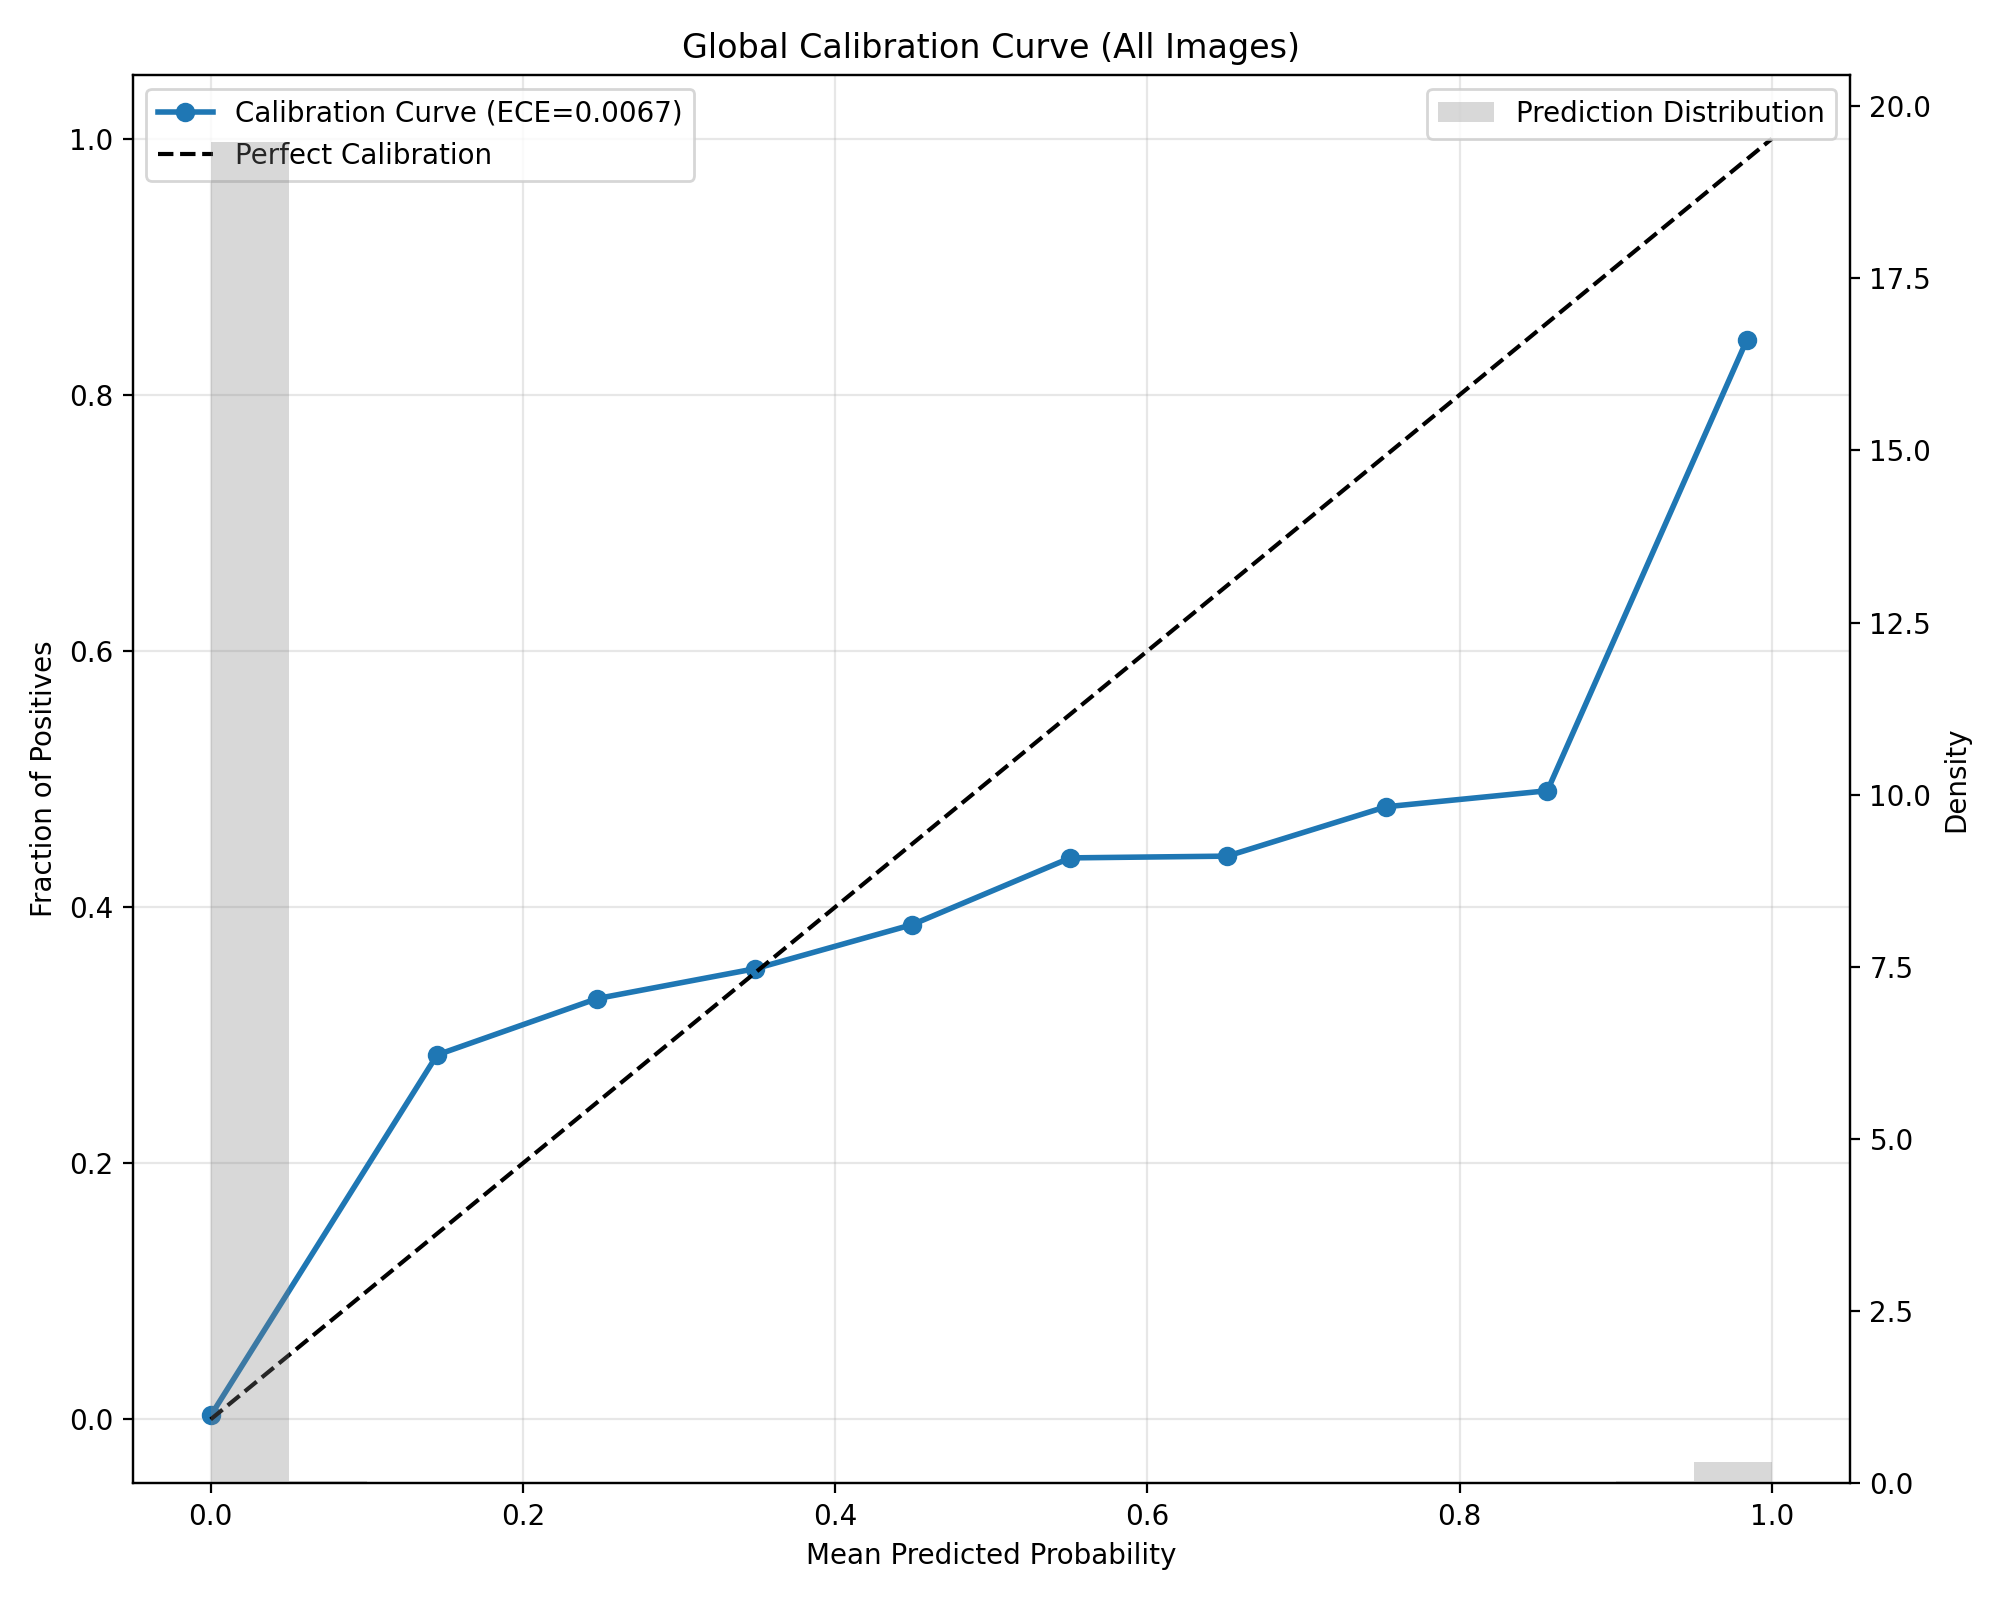 Global Calibration Curve (All Images)
Calibration Curve (ECE=0.0067)
Perfect Calibration
Prediction Distribution
1.0
0.8
0.6
0.4
0.2
0.0
Fraction of Positives
20.0
17.5
15.0
12.5
10.0
7.5
5.0
2.5
0.0
Density
0.0 0.2 0.4 0.6 0.8 1.0
Mean Predicted Probability